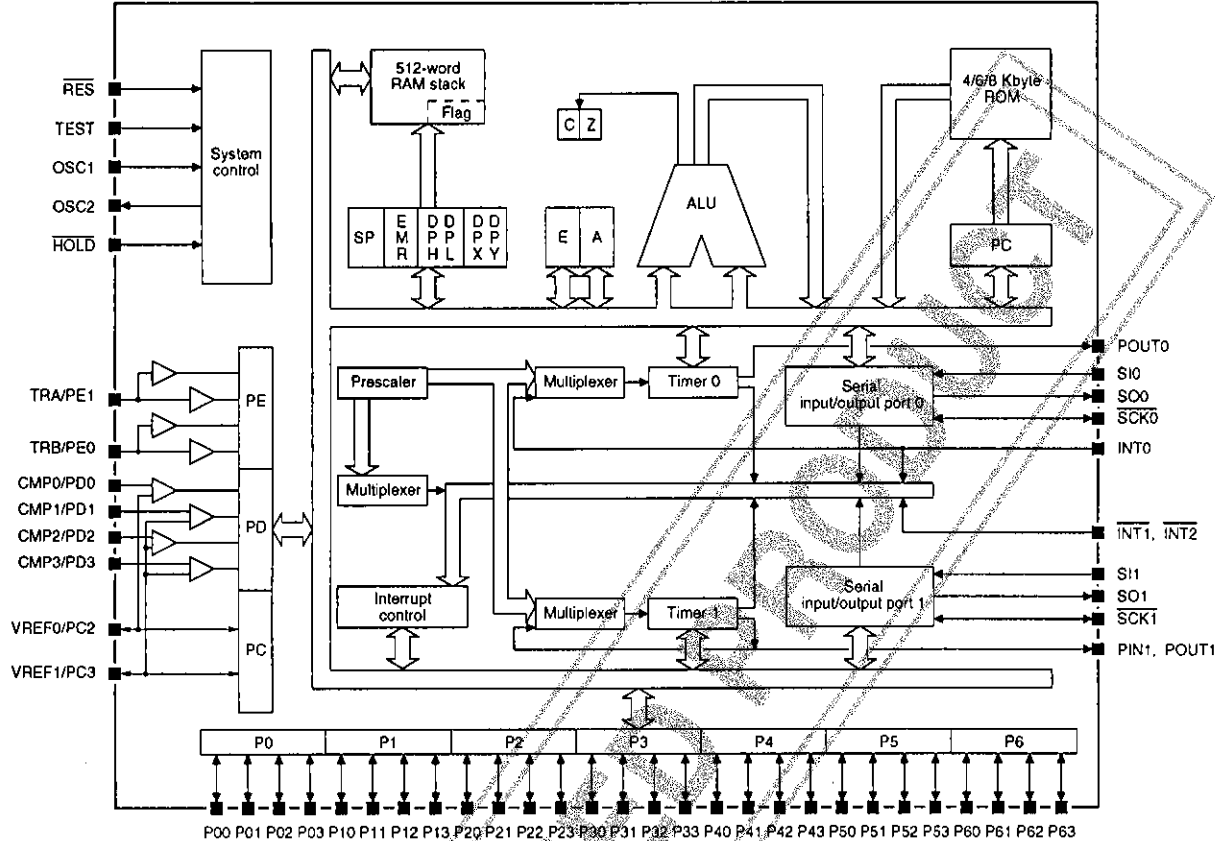 512-word
RAM stack
Flag
4/6/8 Kbyte
ROM
C Z
System
control
ALU
SP
EMR
DPH
DPL
DPX
DPY
E A
PC
RES
TEST
OSC1
OSC2
HOLD
TRA/PE1
TRB/PE0
CMP0/PD0
CMP1/PD1
CMP2/PD2
CMP3/PD3
VREF0/PC2
VREF1/PC3
PE
PD
PC
Prescaler
Multiplexer
Timer 0
Serial
input/output port 0
Multiplexer
Interrupt
control
Multiplexer
Timer 1
Serial
input/output port 1
POUT0
SI0
SO0
SCK0
INT0
INT1, INT2
SI1
SO1
SCK1
PIN1, POUT1
P0 P1 P2 P3 P4 P5 P6
P00 P01 P02 P03 P10 P11 P12 P13 P20 P21 P22 P23 P30 P31 P32 P33 P40 P41 P42 P43 P50 P51 P52 P53 P60 P61 P62 P63